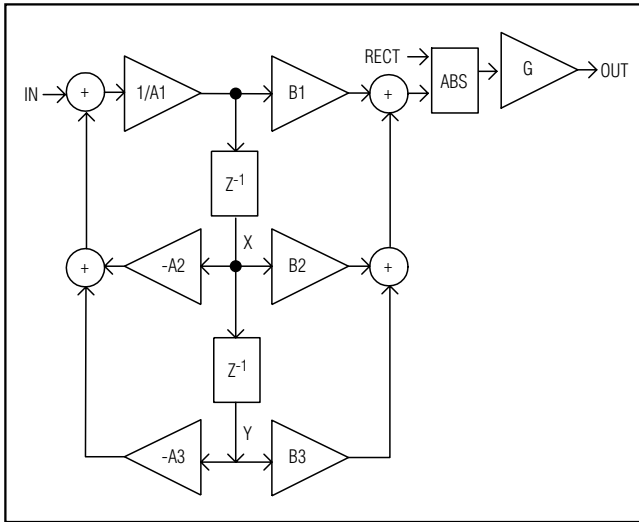 RECT
IN
+
1/A1
B1
+
ABS
G
OUT
Z-1
X
+
-A2
B2
+
Z-1
Y
-A3
B3